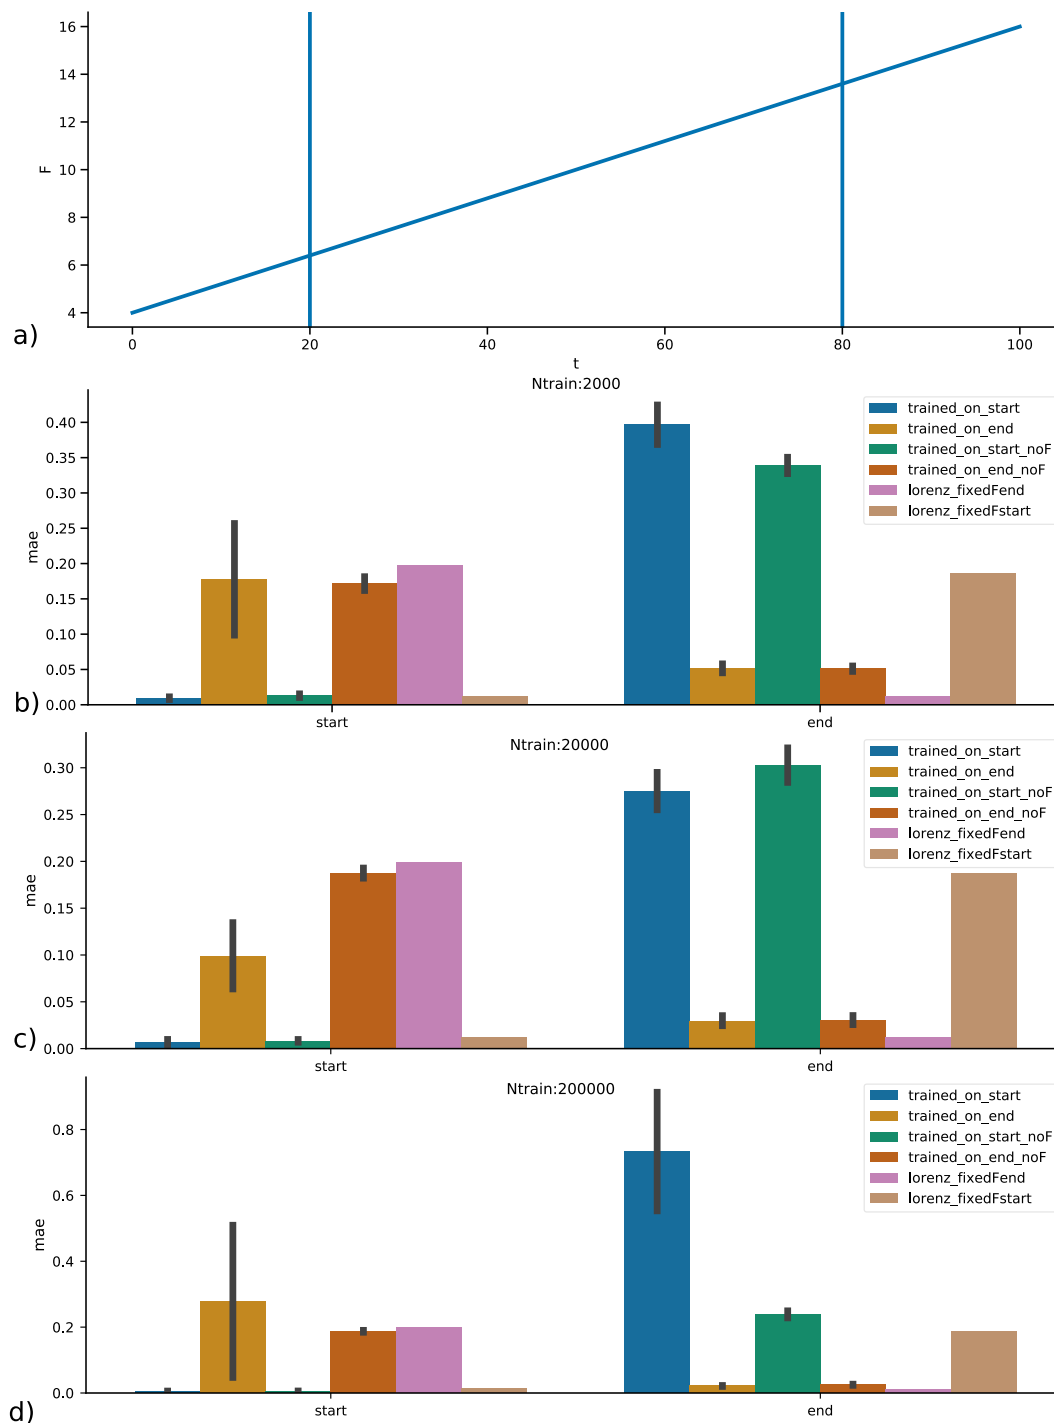 16
14
12
10
8
6
4
F
a)
0 20 40 60 80 100
t
Ntrain:2000
0.40
0.35
0.30
0.25
0.20
0.15
0.10
0.05
0.00
mae
trained_on_start
trained_on_end
trained_on_start_noF
trained_on_end_noF
lorenz_fixedFend
lorenz_fixedFstart
b)
start end
Ntrain:20000
0.30
0.25
0.20
0.15
0.10
0.05
0.00
mae
trained_on_start
trained_on_end
trained_on_start_noF
trained_on_end_noF
lorenz_fixedFend
lorenz_fixedFstart
c)
start end
Ntrain:200000
0.8
0.6
0.4
0.2
0.0
mae
trained_on_start
trained_on_end
trained_on_start_noF
trained_on_end_noF
lorenz_fixedFend
lorenz_fixedFstart
d)
start end